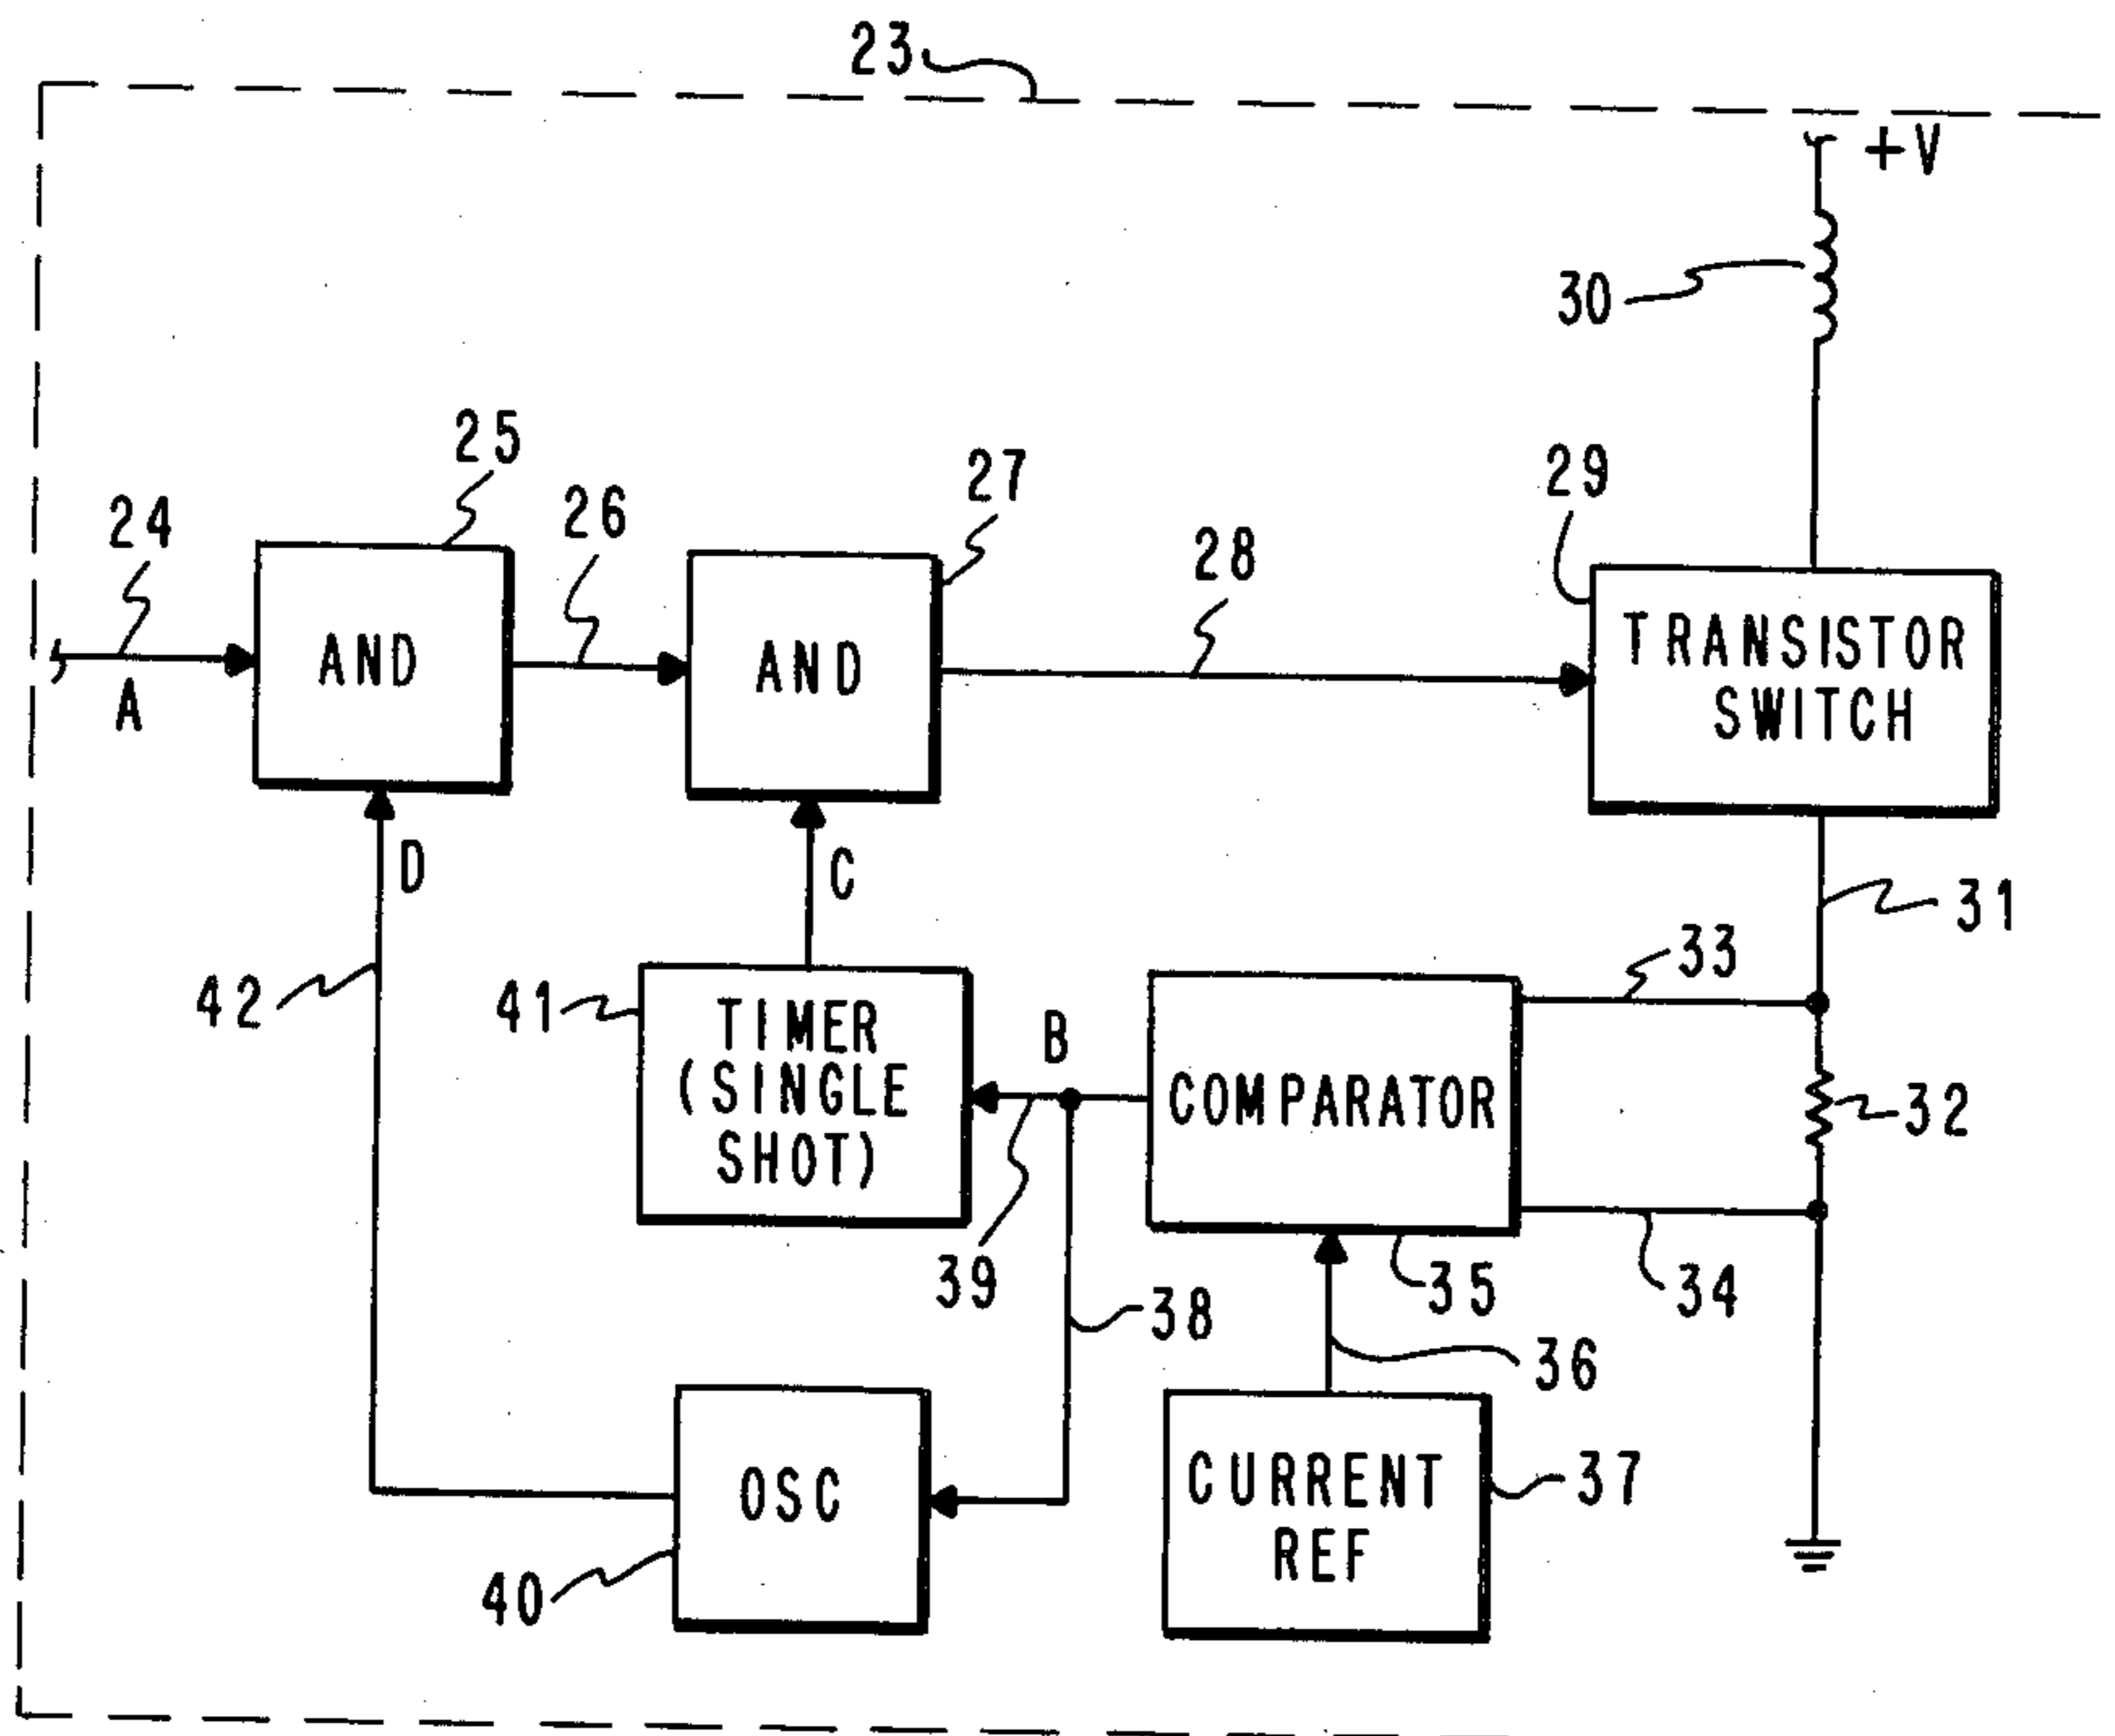 23
+V
30
25
27
29
24
26
28
A
AND
AND
TRANSISTOR
SWITCH
D
C
31
33
42
41
TIMER
(SINGLE
SHOT)
B
COMPARATOR
32
39
38
35
34
36
OSC
CURRENT
REF
37
40